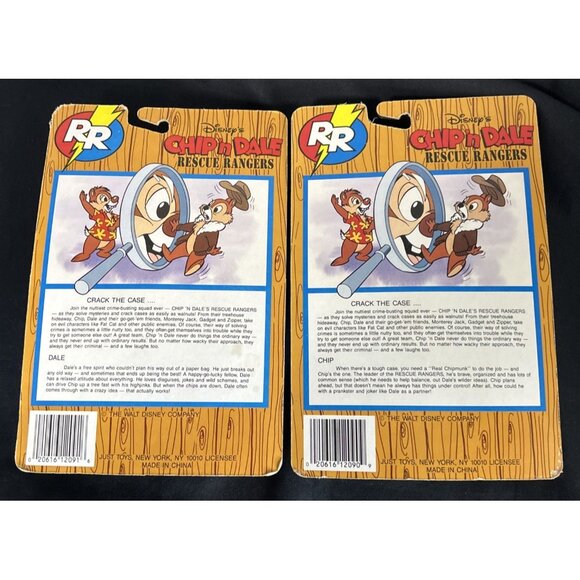 RR
DISNEY'S
CHIP 'n DALE
RESCUE RANGERS
CRACK THE CASE ....
Join the nuttiest crime-busting squad ever — CHIP 'N DALE'S RESCUE RANGERS
— as they solve mysteries and crack cases as easily as walnuts! From their treehouse
hideaway, Chip, Dale and their go-get-'em friends, Monterey Jack, Gadget and Zipper, take
on evil characters like Fat Cat and other public enemies. Of course, their way of solving
crimes is sometimes a little nutty too, and they often get themselves into trouble while they
try to get someone else out! A great team, Chip 'n Dale never do things the ordinary way —
and they never end up with ordinary results. But no matter how wacky their approach, they
always get their criminal — and a few laughs too.
DALE
Dale's a free spirit who couldn't plan his way out of a paper bag. He just breaks out
any old way — and sometimes that ends up the best! A happy-go-lucky fellow, Dale
has a relaxed attitude about everything. He loves disguises, jokes and wild schemes, and
can drive Chip up a tree fast with his highjinks. But when the chips are down, Dale often
comes through with a crazy idea — that actually works!
© THE WALT DISNEY COMPANY
JUST TOYS, NEW YORK, NY 10010 LICENSEE
MADE IN CHINA
0 20616 12091 6
RR
DISNEY'S
CHIP 'n DALE
RESCUE RANGERS
CRACK THE CASE ....
Join the nuttiest crime-busting squad ever — CHIP 'N DALE'S RESCUE RANGERS
— as they solve mysteries and crack cases as easily as walnuts! From their treehouse
hideaway, Chip, Dale and their go-get-'em friends, Monterey Jack, Gadget and Zipper, take
on evil characters like Fat Cat and other public enemies. Of course, their way of solving
crimes is sometimes a little nutty too, and they often get themselves into trouble while they
try to get someone else out! A great team, Chip 'n Dale never do things the ordinary way —
and they never end up with ordinary results. But no matter how wacky their approach, they
always get their criminal — and a few laughs too.
CHIP
When there's a tough case, you need a "Real Chipmunk" to do the job — and
Chip's the one. The leader of the RESCUE RANGERS, he's brave, organized and has lots of
common sense (which he needs to help balance, out Dale's wilder ideas). Chip plans
ahead, but that doesn't mean he always has things under control! After all, how could he
with a prankster and joker like Dale as a partner!
© THE WALT DISNEY COMPANY
JUST TOYS, NEW YORK, NY 10010 LICENSEE
MADE IN CHINA
0 20616 12090 9